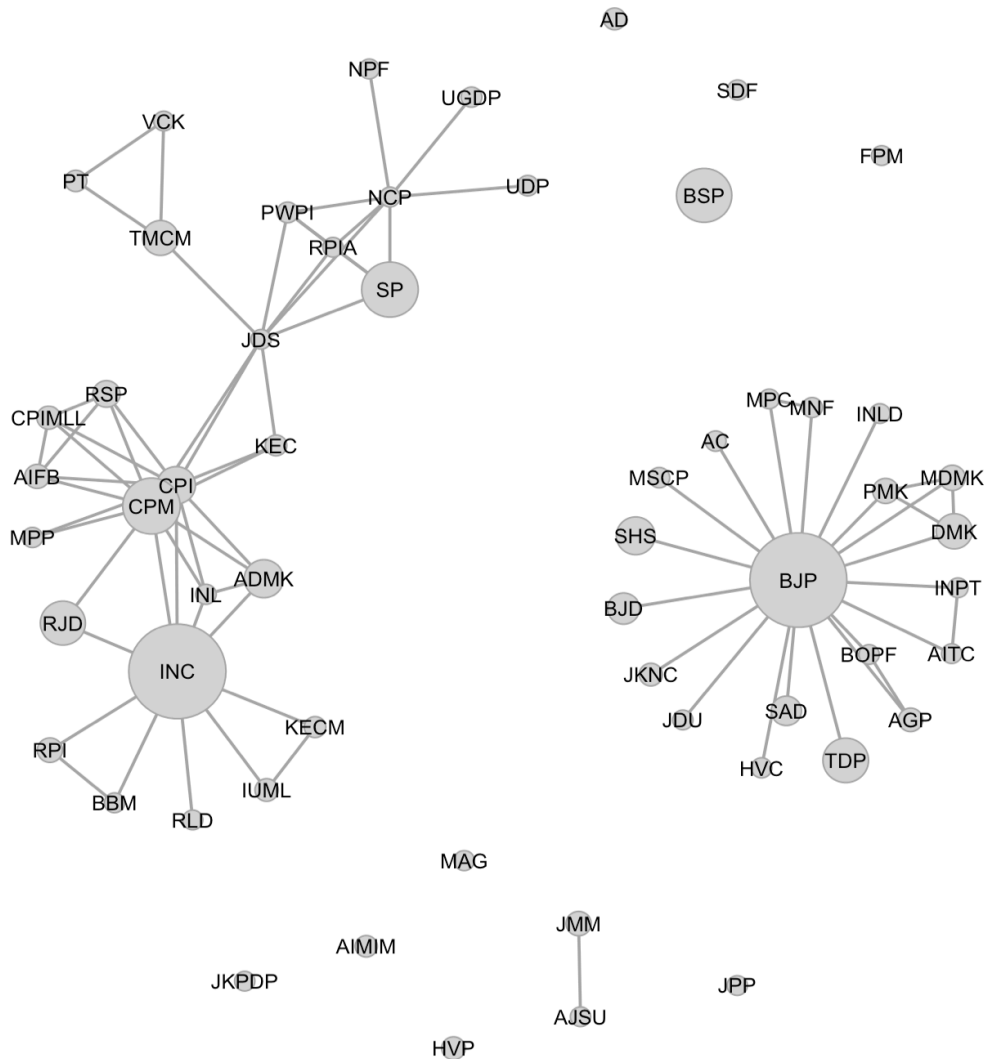 AD
NPF
SDF
UGDP
VCK
FPM
PT
UDP
BSP
NCP
PWPI
TMCM
RPIA
SP
JDS
RSP
CPIMLL
MPC
MNF
INLD
AC
KEC
AIFB
CPI
MSCP
MDMK
PMK
CPM
MPP
SHS
DMK
ADMK
BJP
INL
INPT
BJD
RJD
INC
BOPF
AITC
JKNC
KECM
SAD
JDU
AGP
RPI
TDP
HVC
IUML
BBM
RLD
MAG
JMM
AIMIM
JKPDP
JPP
AJSU
HVP